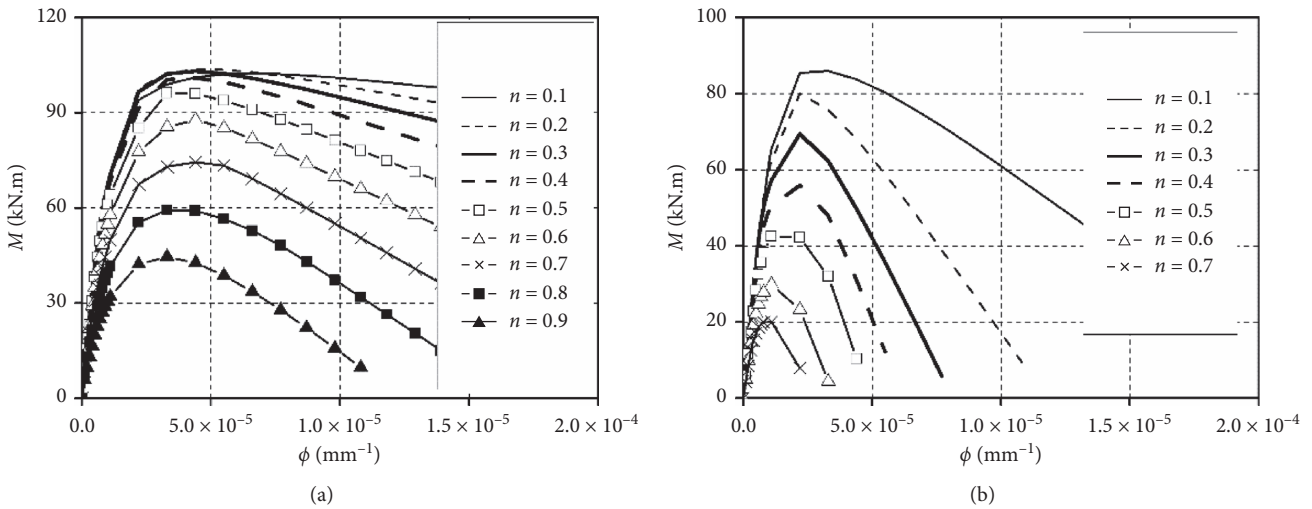 120
90
60
30
0
M (kN.m)
0.0
5.0 × 10⁻⁵
1.0 × 10⁻⁵
1.5 × 10⁻⁵
2.0 × 10⁻⁴
ϕ (mm⁻¹)
n = 0.1
n = 0.2
n = 0.3
n = 0.4
n = 0.5
n = 0.6
n = 0.7
n = 0.8
n = 0.9
(a)
100
80
60
40
20
0
M (kN.m)
0.0
5.0 × 10⁻⁵
1.0 × 10⁻⁵
1.5 × 10⁻⁵
2.0 × 10⁻⁴
ϕ (mm⁻¹)
n = 0.1
n = 0.2
n = 0.3
n = 0.4
n = 0.5
n = 0.6
n = 0.7
(b)